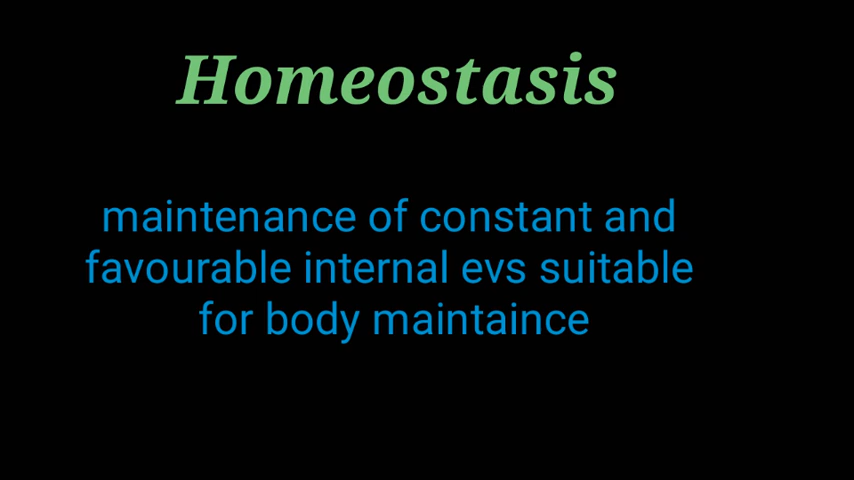 Homeostasis
maintenance of constant and
favourable internal evs suitable
for body maintaince